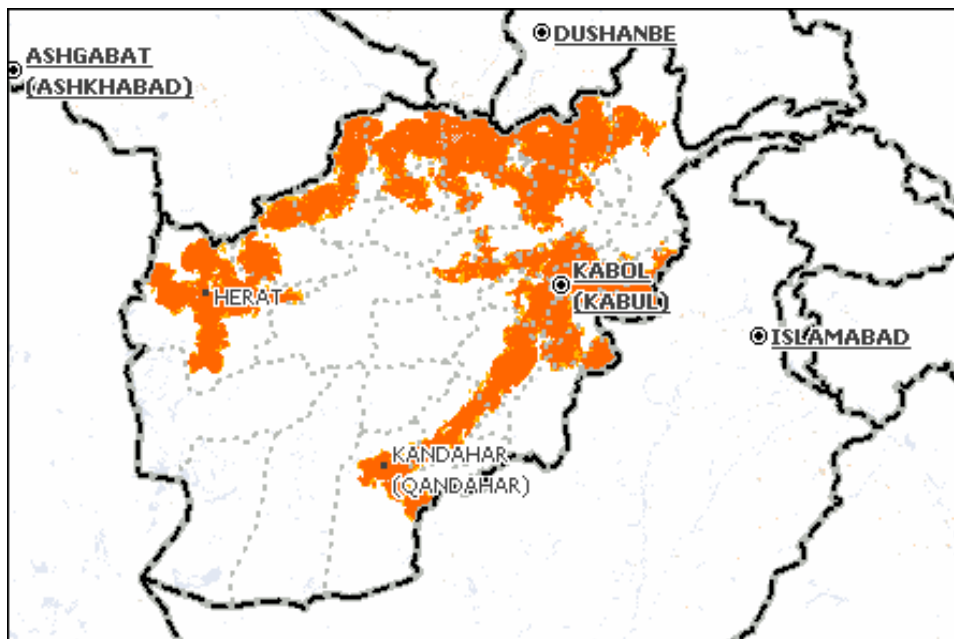 DUSHANBE
ASHGABAT
(ASHKHABAD)
KABOL
(KABUL)
HERAT
ISLAMABAD
KANDAHAR
(QANDAHAR)